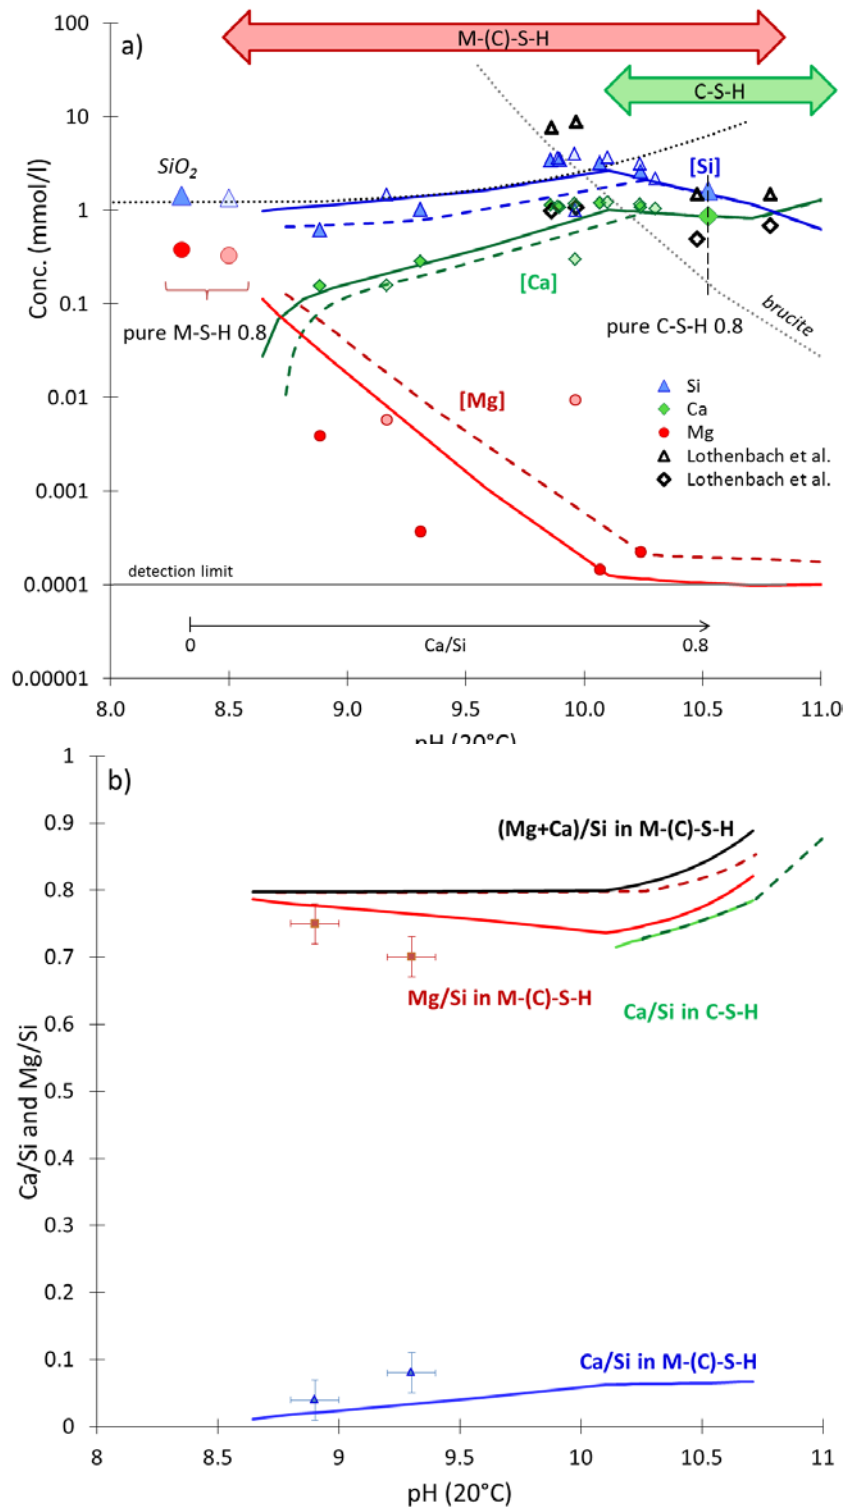 a)
M-(C)-S-H
C-S-H
100
10
1
0.1
0.01
0.001
0.0001
0.00001
Conc. (mmol/l)
SiO2
[Si]
[Ca]
pure M-S-H 0.8
pure C-S-H 0.8
brucite
[Mg]
Si
Ca
Mg
Lothenbach et al.
Lothenbach et al.
detection limit
0 Ca/Si 0.8
8.0 8.5 9.0 9.5 10.0 10.5 11.0
pH (20°C)
b)
1
0.9
0.8
0.7
0.6
0.5
0.4
0.3
0.2
0.1
0
Ca/Si and Mg/Si
(Mg+Ca)/Si in M-(C)-S-H
Mg/Si in M-(C)-S-H
Ca/Si in C-S-H
Ca/Si in M-(C)-S-H
8 8.5 9 9.5 10 10.5 11
pH (20°C)